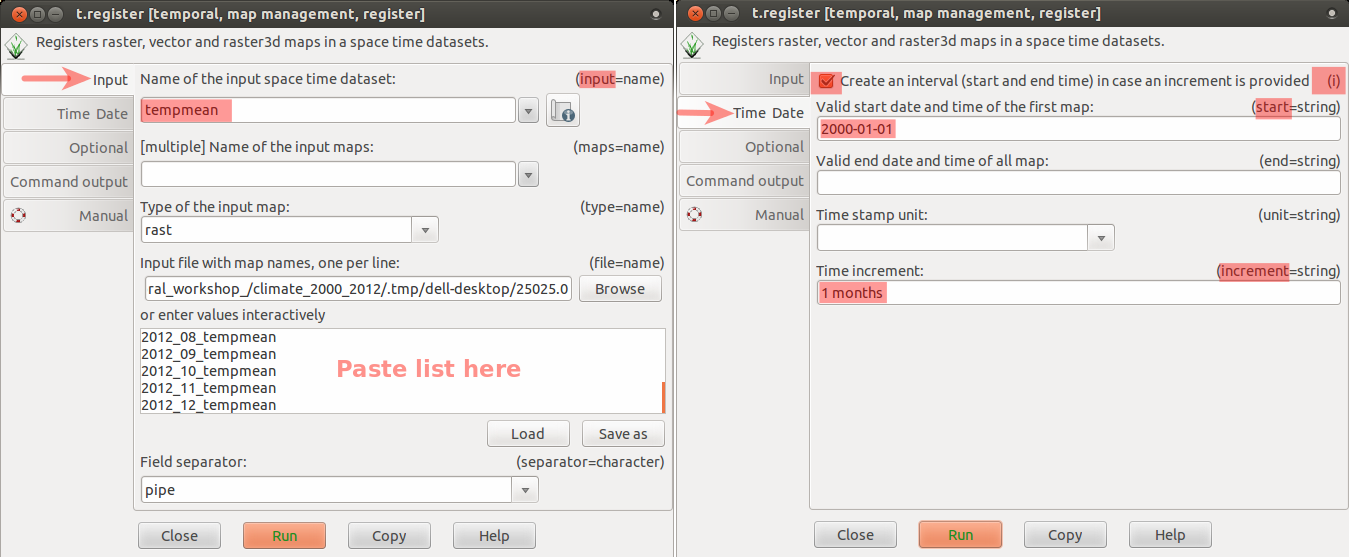 t.register [temporal, map management, register]
Registers raster, vector and raster3d maps in a space time datasets.
Input
Time Date
Optional
Command output
Manual
Name of the input space time dataset: (input=name)
tempmean
[multiple] Name of the input maps: (maps=name)
Type of the input map: (type=name)
rast
Input file with map names, one per line: (file=name)
ral_workshop_/climate_2000_2012/.tmp/dell-desktop/25025.0 Browse
or enter values interactively
2012_08_tempmean
2012_09_tempmean
2012_10_tempmean
2012_11_tempmean
2012_12_tempmean
Paste list here
Load Save as
Field separator: (separator=character)
pipe
Close Run Copy Help
t.register [temporal, map management, register]
Registers raster, vector and raster3d maps in a space time datasets.
Input
Time Date
Optional
Command output
Manual
Create an interval (start and end time) in case an increment is provided (i)
Valid start date and time of the first map: (start=string)
2000-01-01
Valid end date and time of all map: (end=string)
Time stamp unit: (unit=string)
Time increment: (increment=string)
1 months
Close Run Copy Help